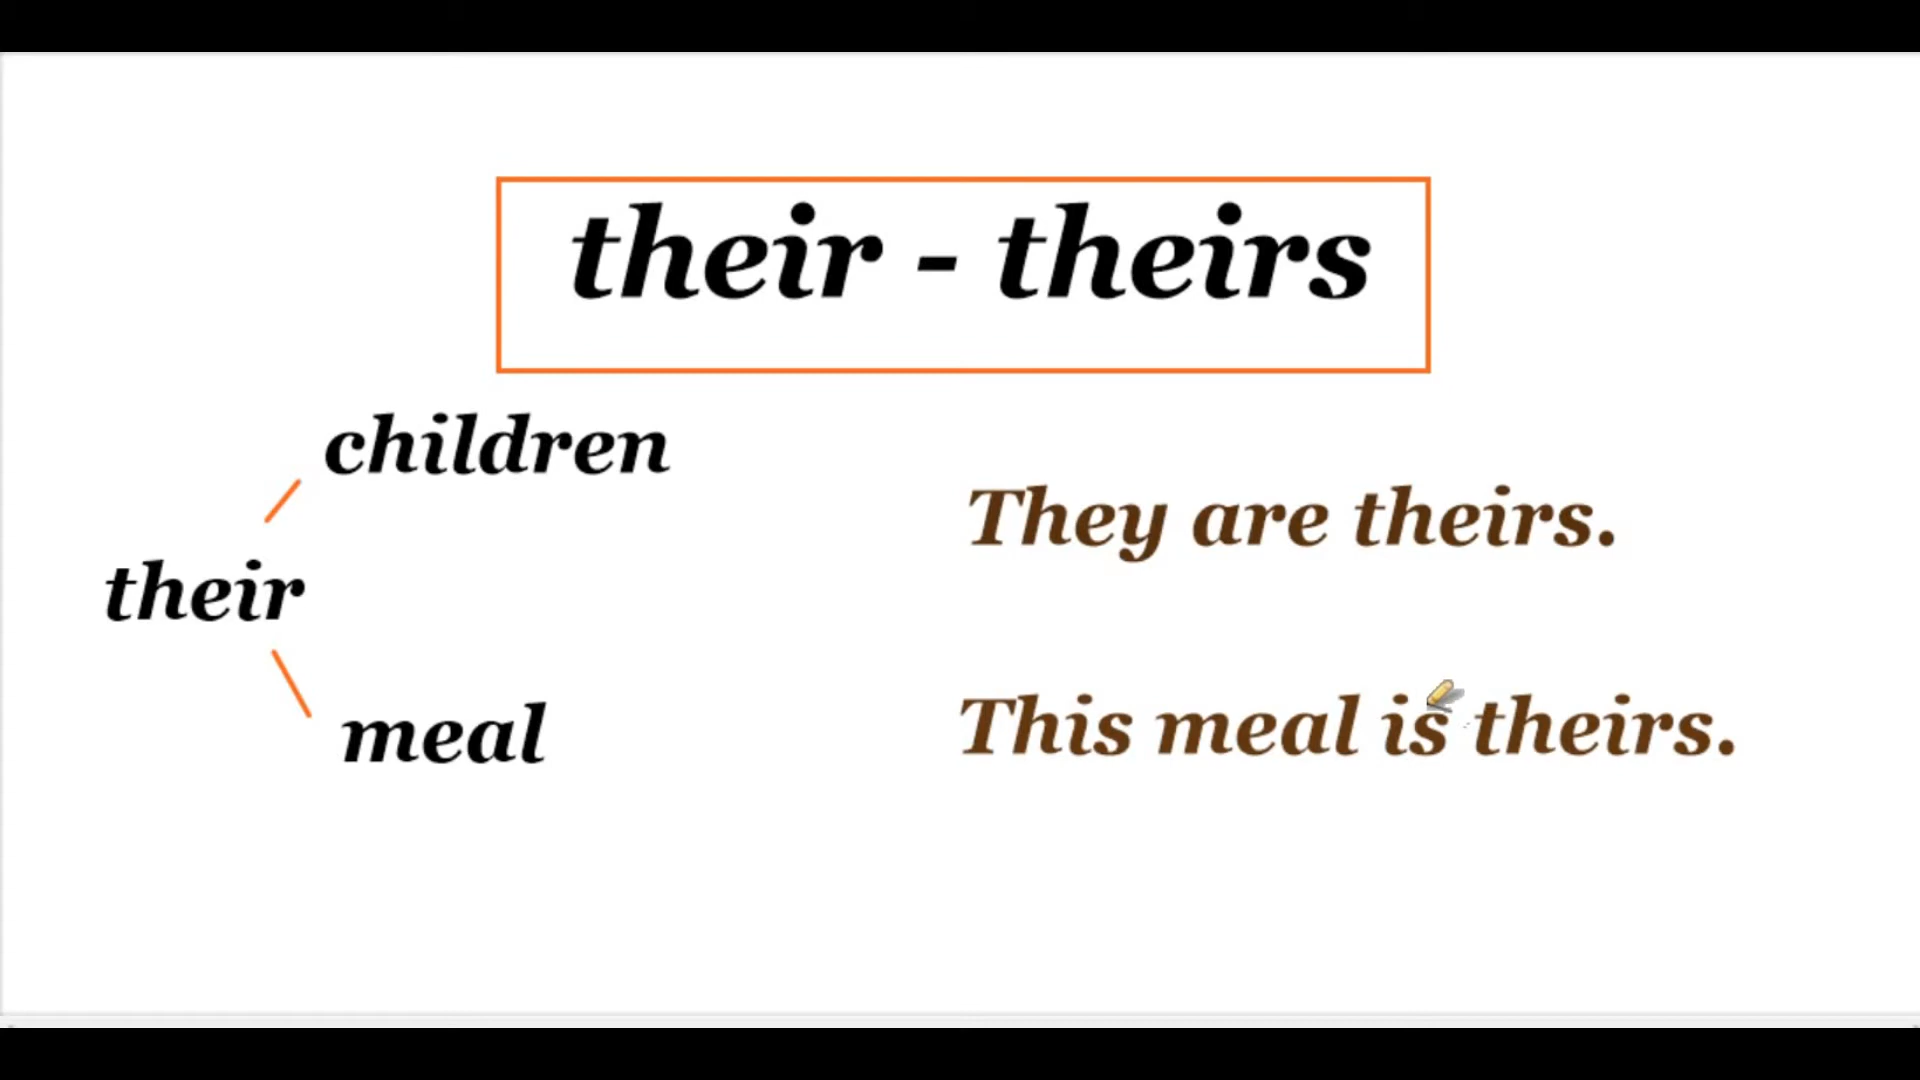 their - theirs
children
their
meal
They are theirs.
This meal is theirs.